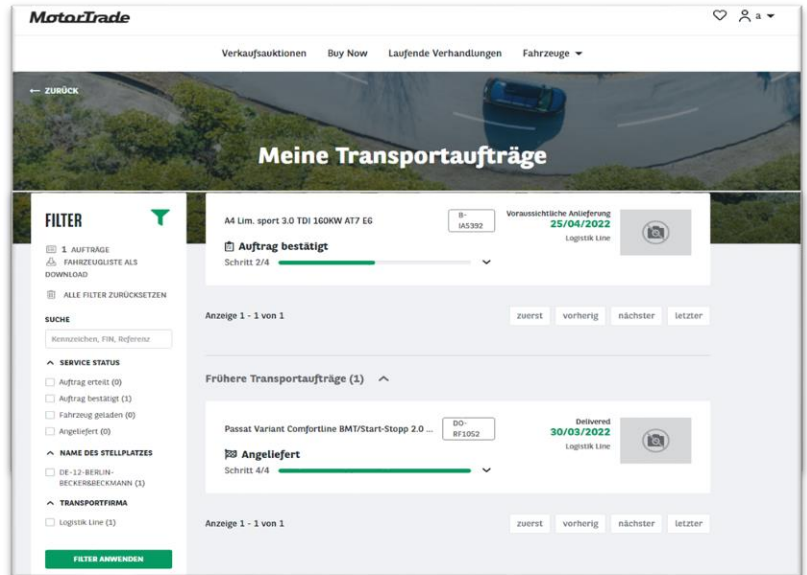 MotorTrade
a
Verkaufsauktionen Buy Now Laufende Verhandlungen Fahrzeuge
← ZURÜCK
Meine Transportaufträge
FILTER
1 AUFTRÄGE
FAHRZEUGLISTE ALS
DOWNLOAD
ALLE FILTER ZURÜCKSETZEN
SUCHE
Kennzeichen, FIN, Referenz
SERVICE STATUS
Auftrag erteilt (0)
Auftrag bestätigt (1)
Fahrzeug geladen (0)
Angeliefert (0)
NAME DES STELLPLATZES
DE-12-BERLIN-
BECKER&BECKMANN (1)
TRANSPORTFIRMA
Logistik Line (1)
FILTER ANWENDEN
A4 Lim. sport 3.0 TDI 160KW AT7 E6
B-
IA5392
Voraussichtliche Anlieferung
25/04/2022
Logistik Line
Auftrag bestätigt
Schritt 2/4
Anzeige 1 - 1 von 1
zuerst vorherig nächster letzter
Frühere Transportaufträge (1)
Passat Variant Comfortline BMT/Start-Stopp 2.0 ...
DO-
RF1052
Delivered
30/03/2022
Logistik Line
Angeliefert
Schritt 4/4
Anzeige 1 - 1 von 1
zuerst vorherig nächster letzter